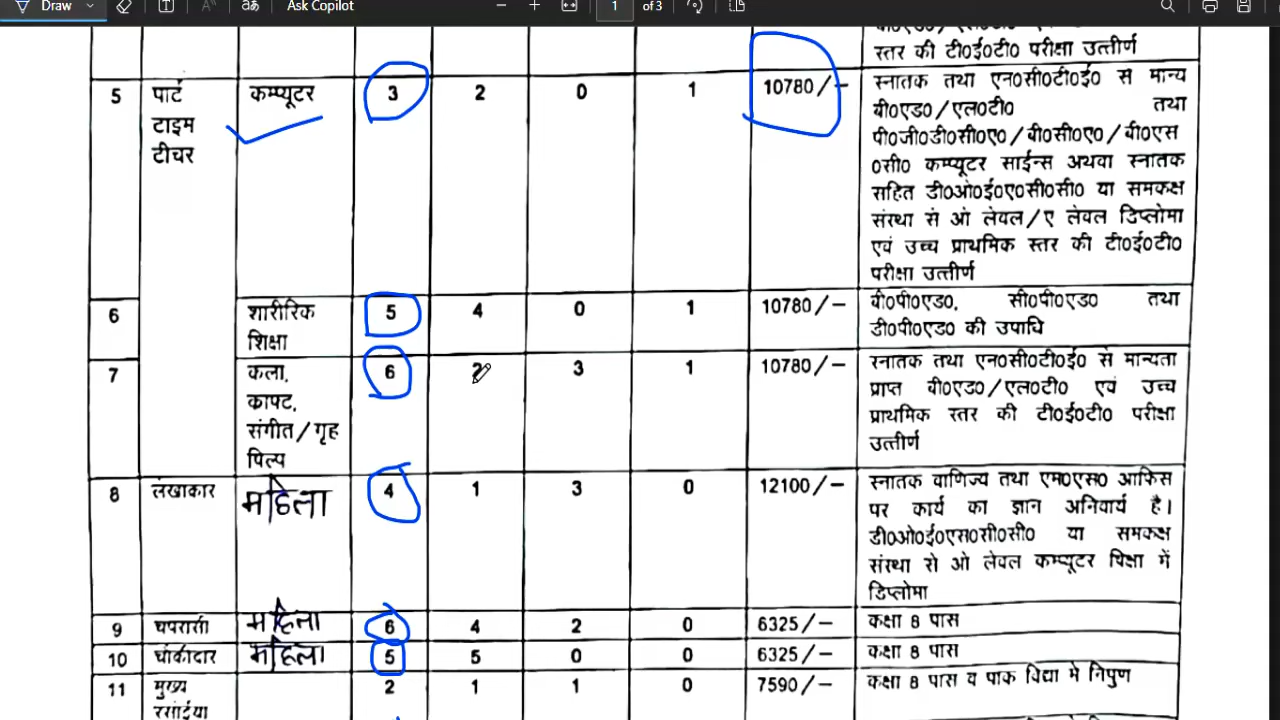 Draw
Ask Copilot
1 of 3
स्तर की टी0ई0टी0 परीक्षा उत्तीर्ण
5 पार्ट टाइम टीचर कम्प्यूटर 3 2 0 1 10780/-
स्नातक तथा एन0सी0टी0ई0 से मान्य
बी0एड0/एल0टी0 तथा
पी0जी0डी0सी0ए0/बी0सी0ए0/बी0एस
0सी0 कम्प्यूटर साईन्स अथवा स्नातक
सहित डी0ओ0ई0ए0सी0सी0 या समकक्ष
संस्था से ओ लेवल/ए लेवल डिप्लोमा
एवं उच्च प्राथमिक स्तर की टी0ई0टी0
परीक्षा उत्तीर्ण
6 शारीरिक शिक्षा 5 4 0 1 10780/-
बी0पी0एड0, सी0पी0एड0 तथा
डी0पी0एड0 की उपाधि
7 कला, क्राफ्ट, संगीत/गृह शिल्प 6 2 3 1 10780/-
स्नातक तथा एन0सी0टी0ई0 से मान्यता
प्राप्त बी0एड0/एल0टी0 एवं उच्च
प्राथमिक स्तर की टी0ई0टी0 परीक्षा
उत्तीर्ण
8 लेखाकार महिला 4 1 3 0 12100/-
स्नातक वाणिज्य तथा एम0एस0 आफिस
पर कार्य का ज्ञान अनिवार्य है।
डी0ओ0ई0एस0सी0सी0 या समकक्ष
संस्था से ओ लेवल कम्प्यूटर शिक्षा में
डिप्लोमा
9 चपरासी महिला 6 4 2 0 6325/- कक्षा 8 पास
10 चौकीदार महिला 5 5 0 0 6325/- कक्षा 8 पास
11 मुख्य रसोईया 2 1 1 0 7590/- कक्षा 8 पास व पाक विद्या मे निपुण